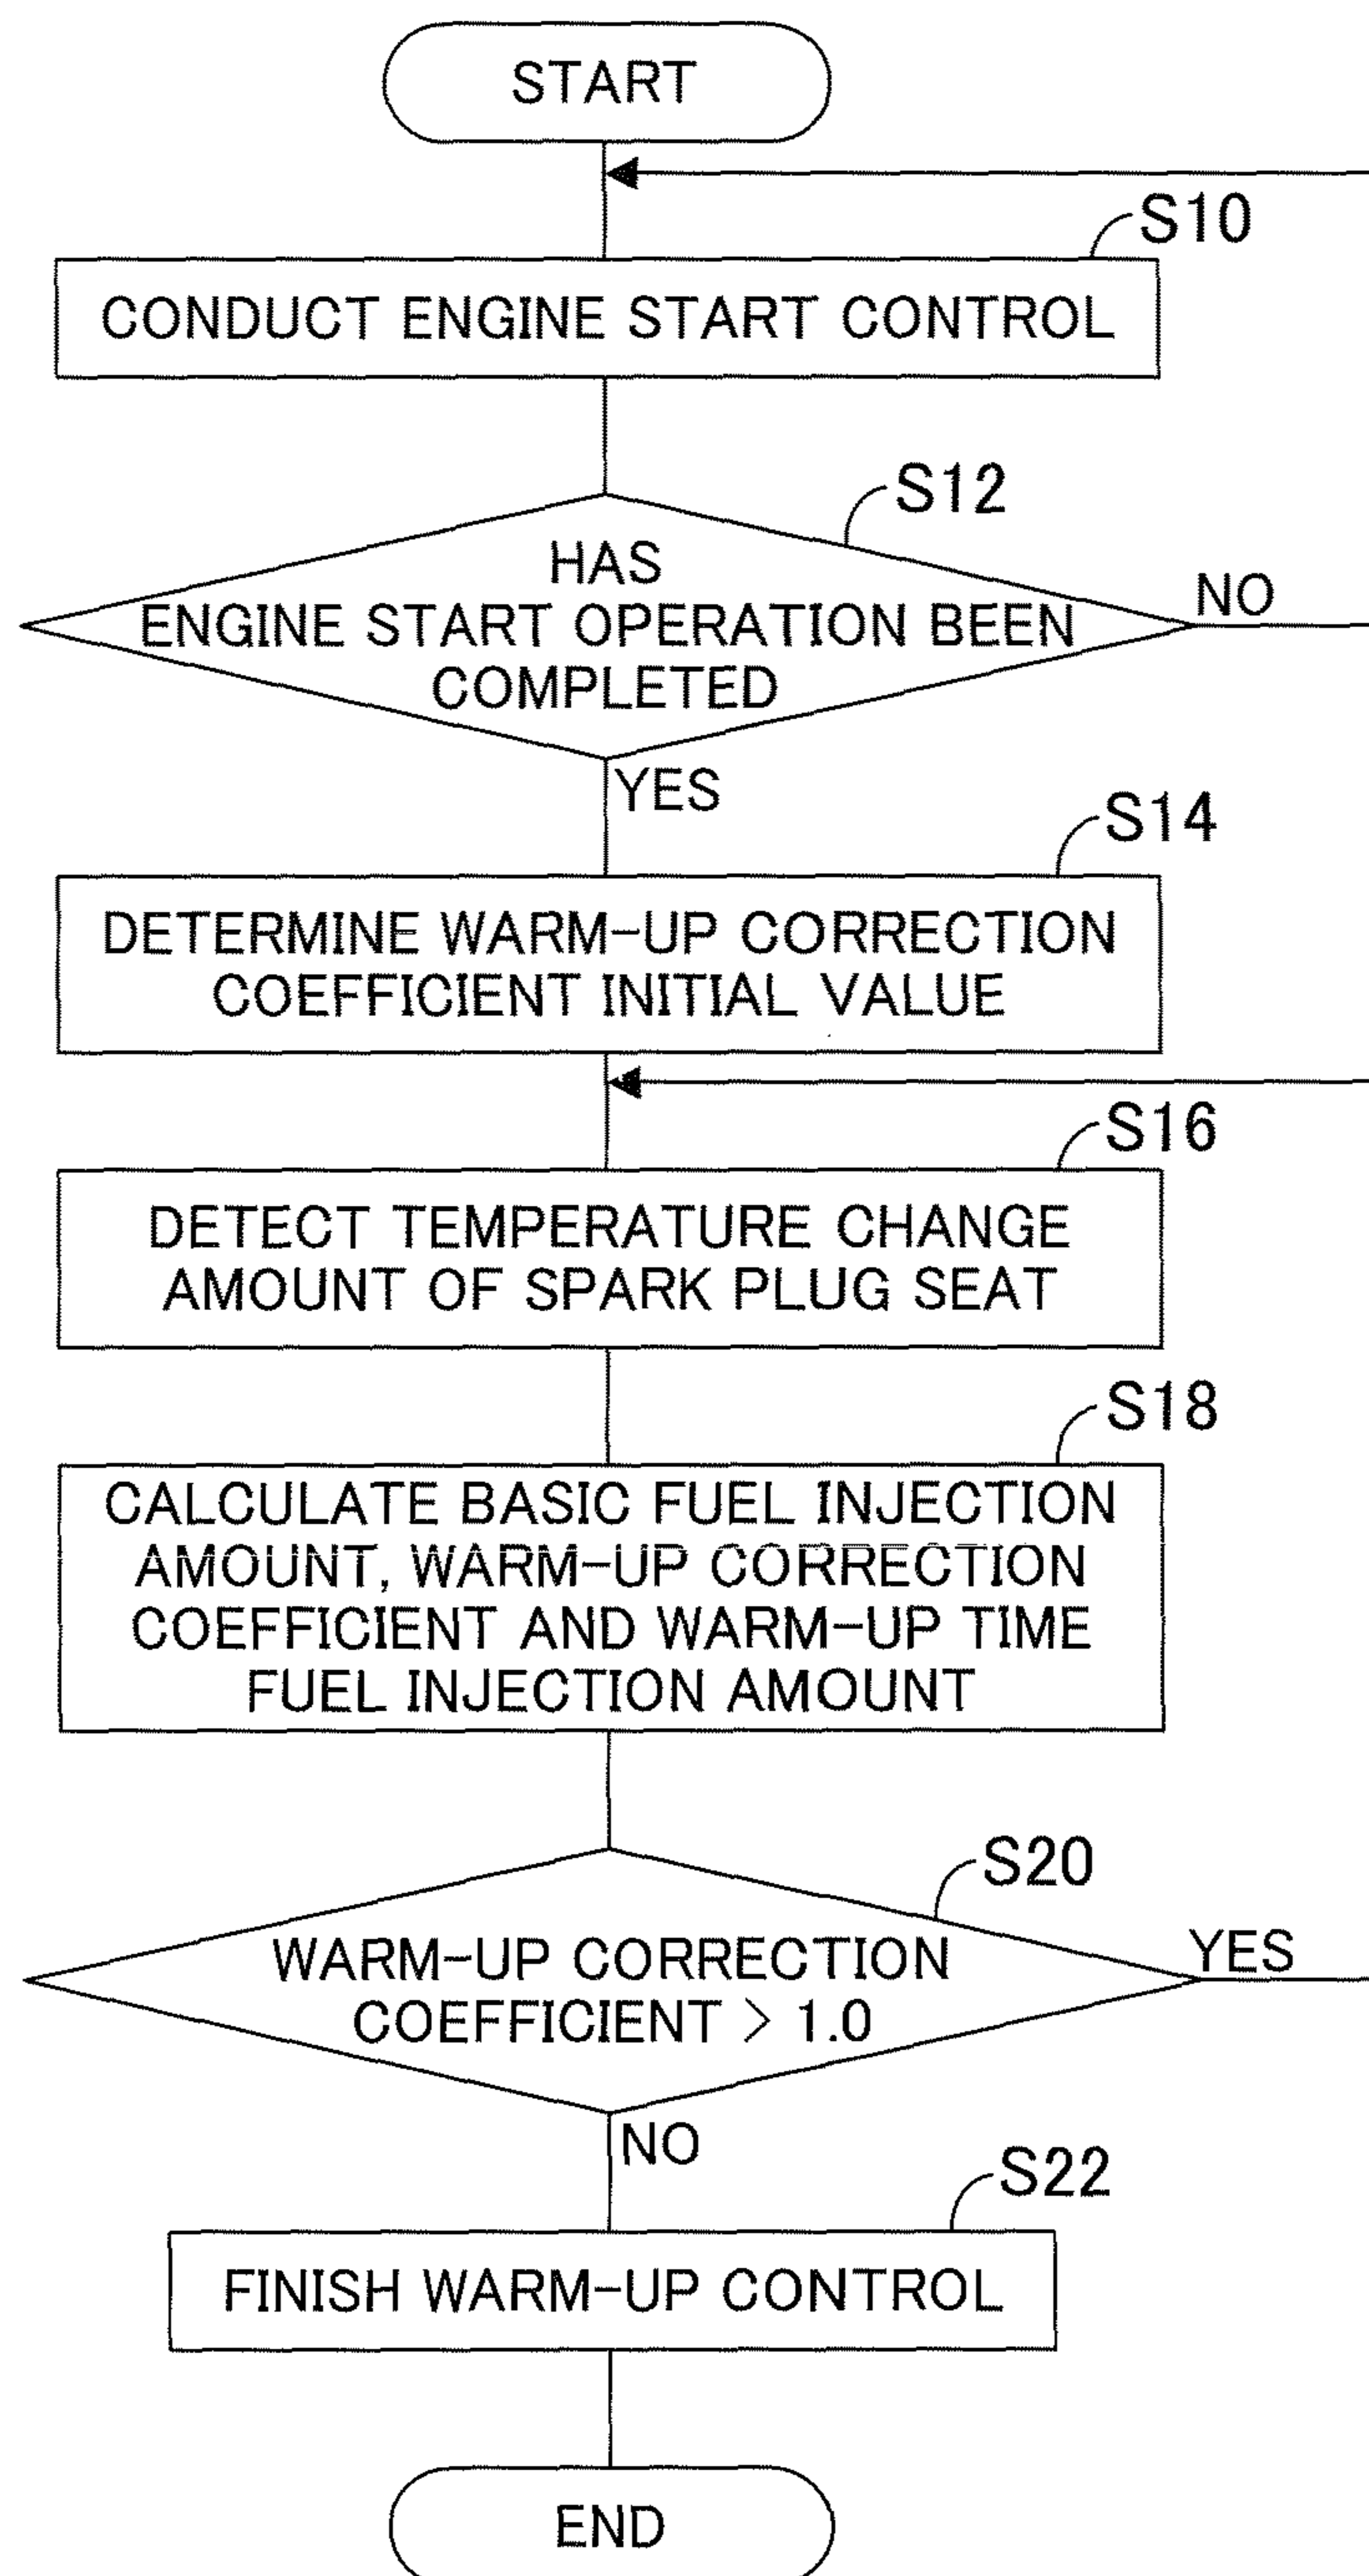 START
S10
CONDUCT ENGINE START CONTROL
S12
HAS
ENGINE START OPERATION BEEN
COMPLETED
NO
YES
S14
DETERMINE WARM-UP CORRECTION
COEFFICIENT INITIAL VALUE
S16
DETECT TEMPERATURE CHANGE
AMOUNT OF SPARK PLUG SEAT
S18
CALCULATE BASIC FUEL INJECTION
AMOUNT, WARM-UP CORRECTION
COEFFICIENT AND WARM-UP TIME
FUEL INJECTION AMOUNT
S20
WARM-UP CORRECTION
COEFFICIENT > 1.0
YES
NO
S22
FINISH WARM-UP CONTROL
END